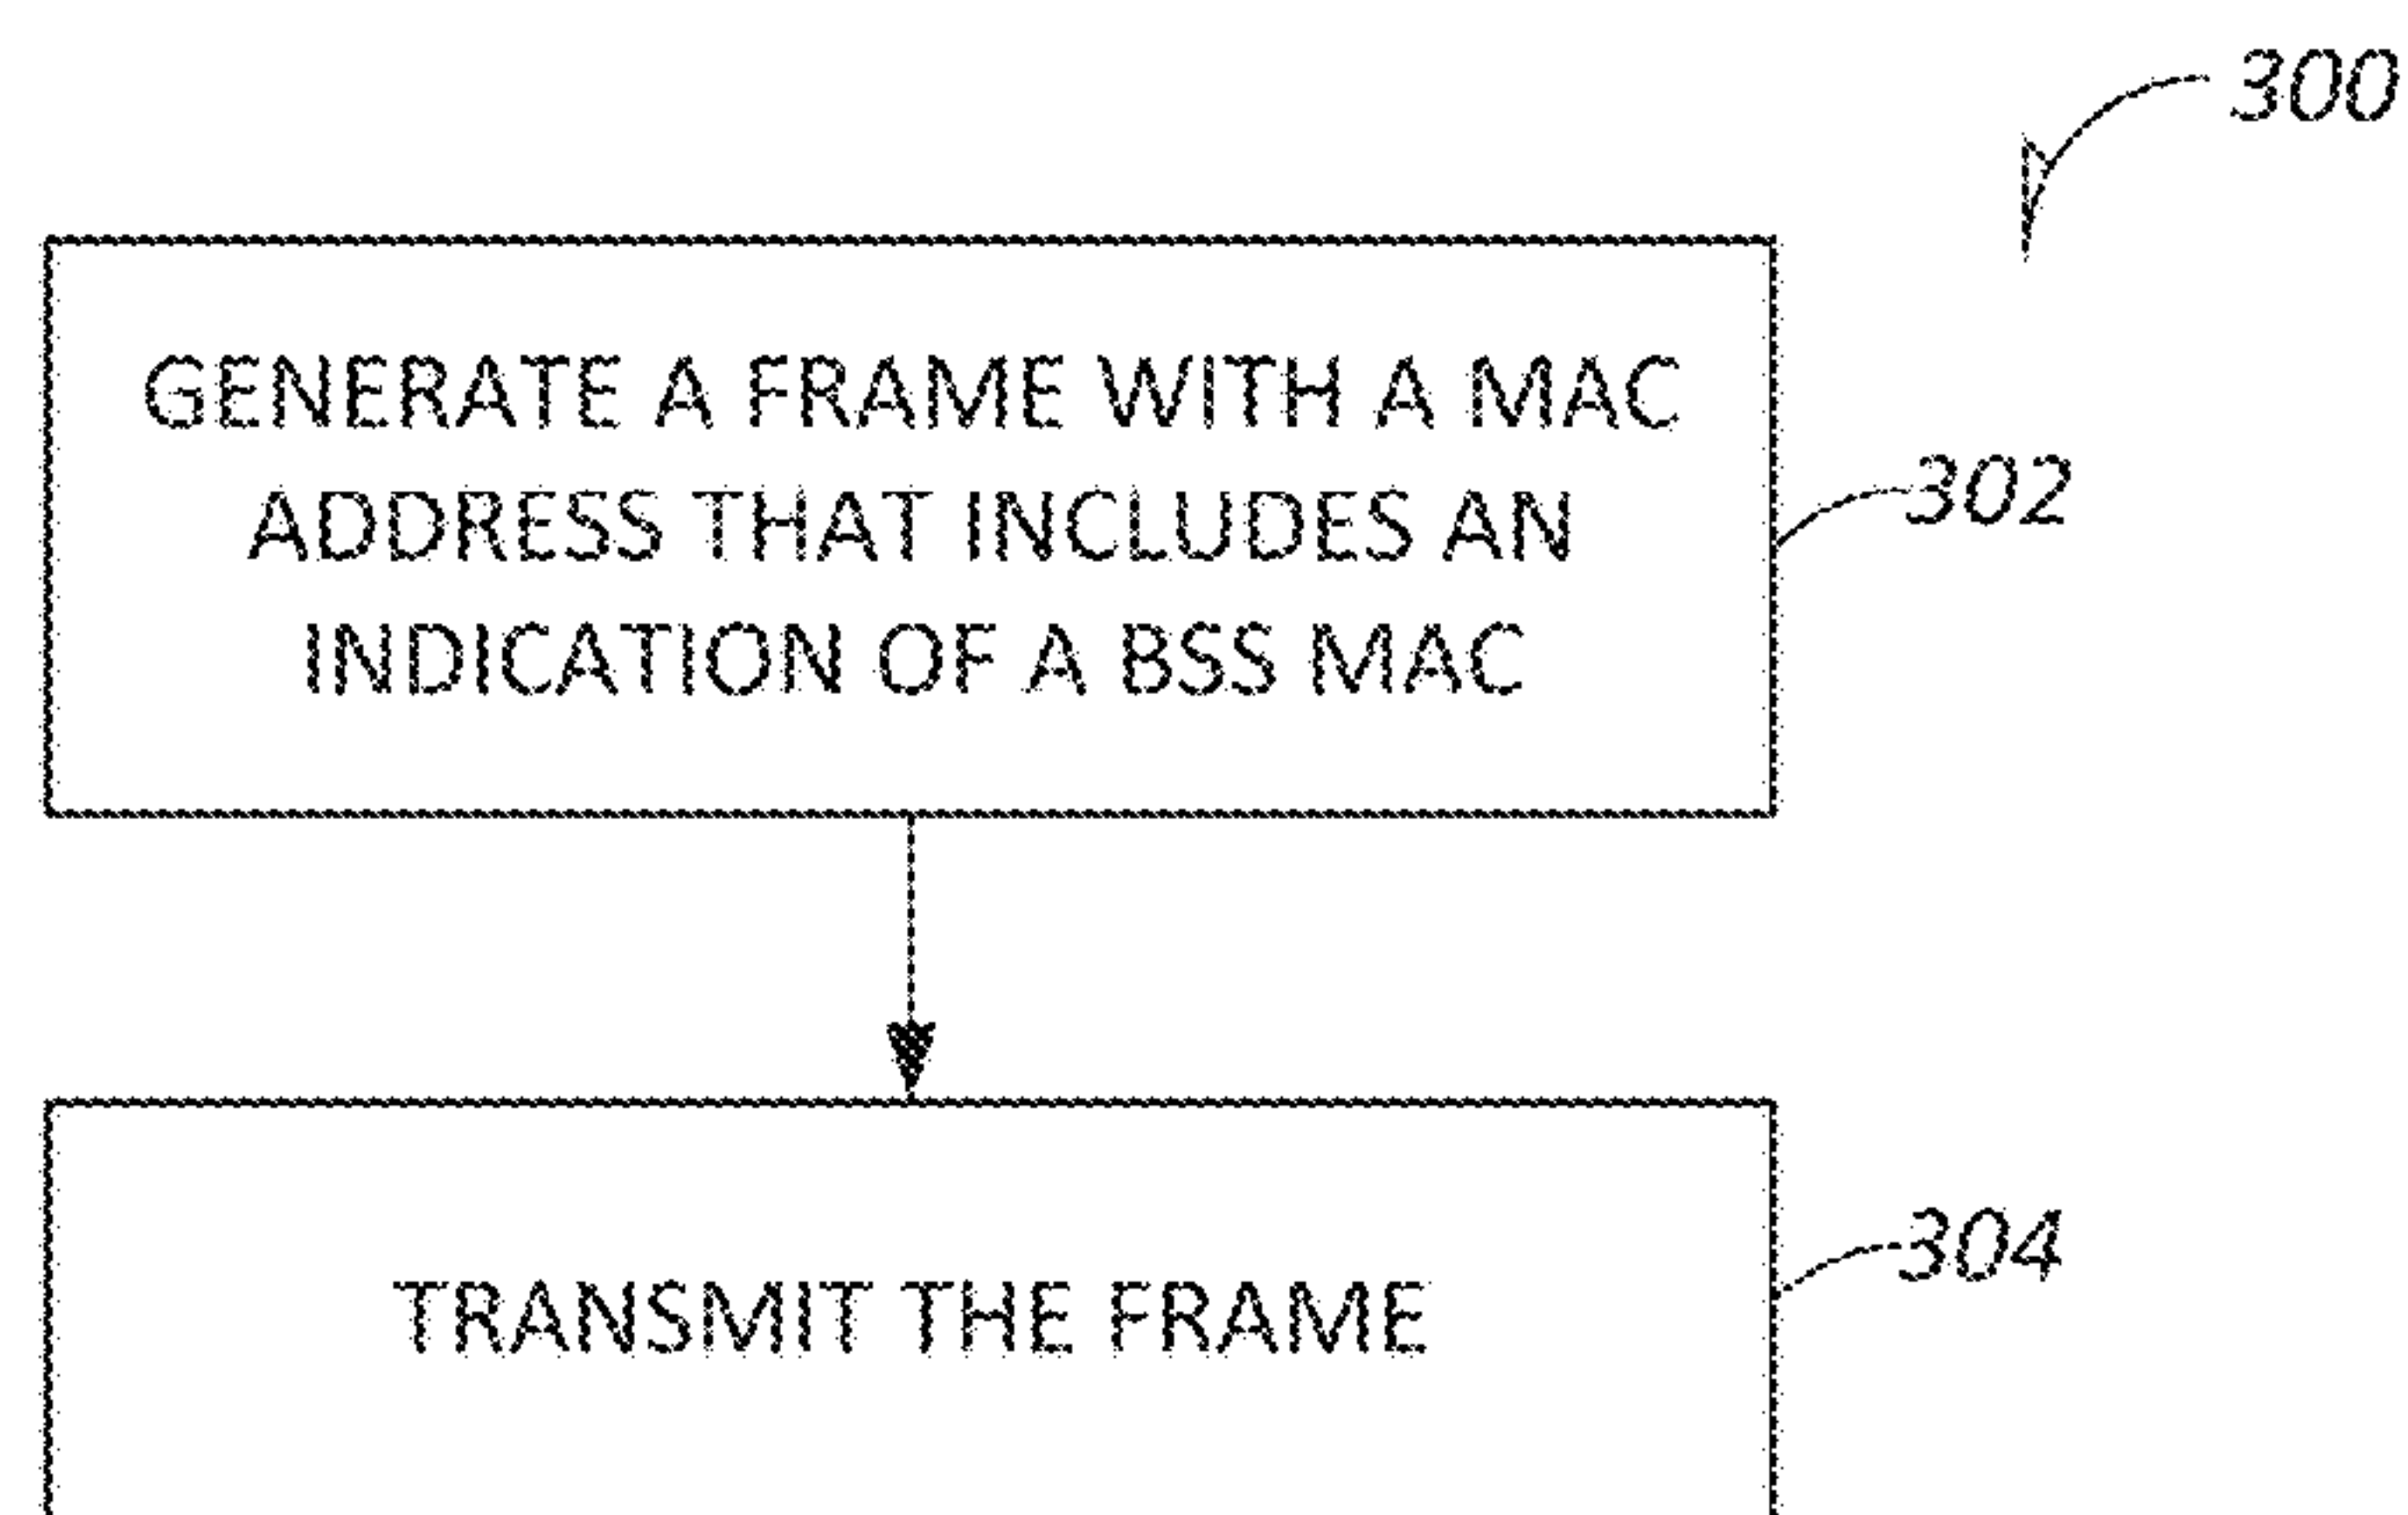 300
GENERATE A FRAME WITH A MAC
ADDRESS THAT INCLUDES AN
INDICATION OF A BSS MAC
302
TRANSMIT THE FRAME
304